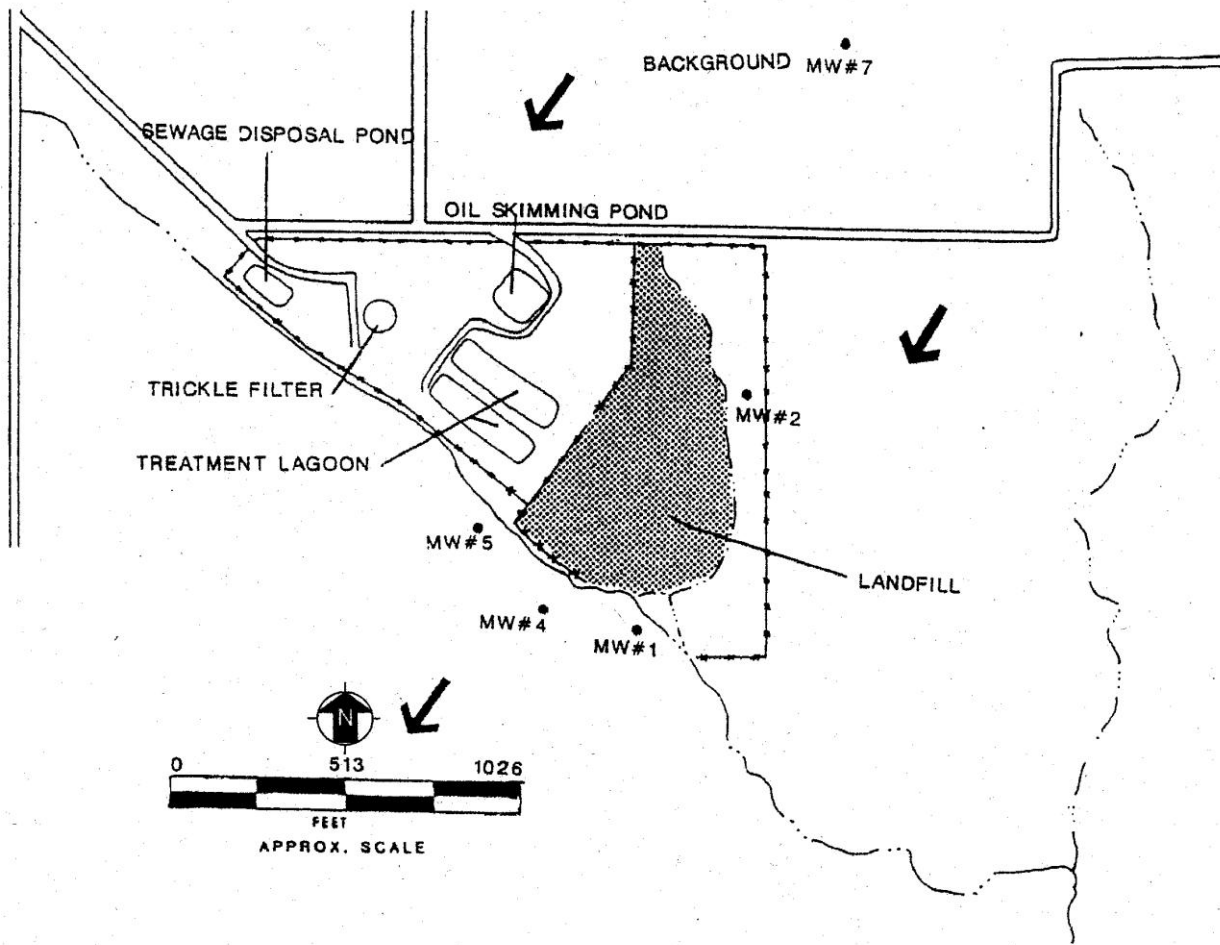 BACKGROUND MW#7
SEWAGE DISPOSAL POND
OIL SKIMMING POND
TRICKLE FILTER
MW#2
TREATMENT LAGOON
MW#5
LANDFILL
MW#4
MW#1
N
0 513 1026
FEET
APPROX. SCALE